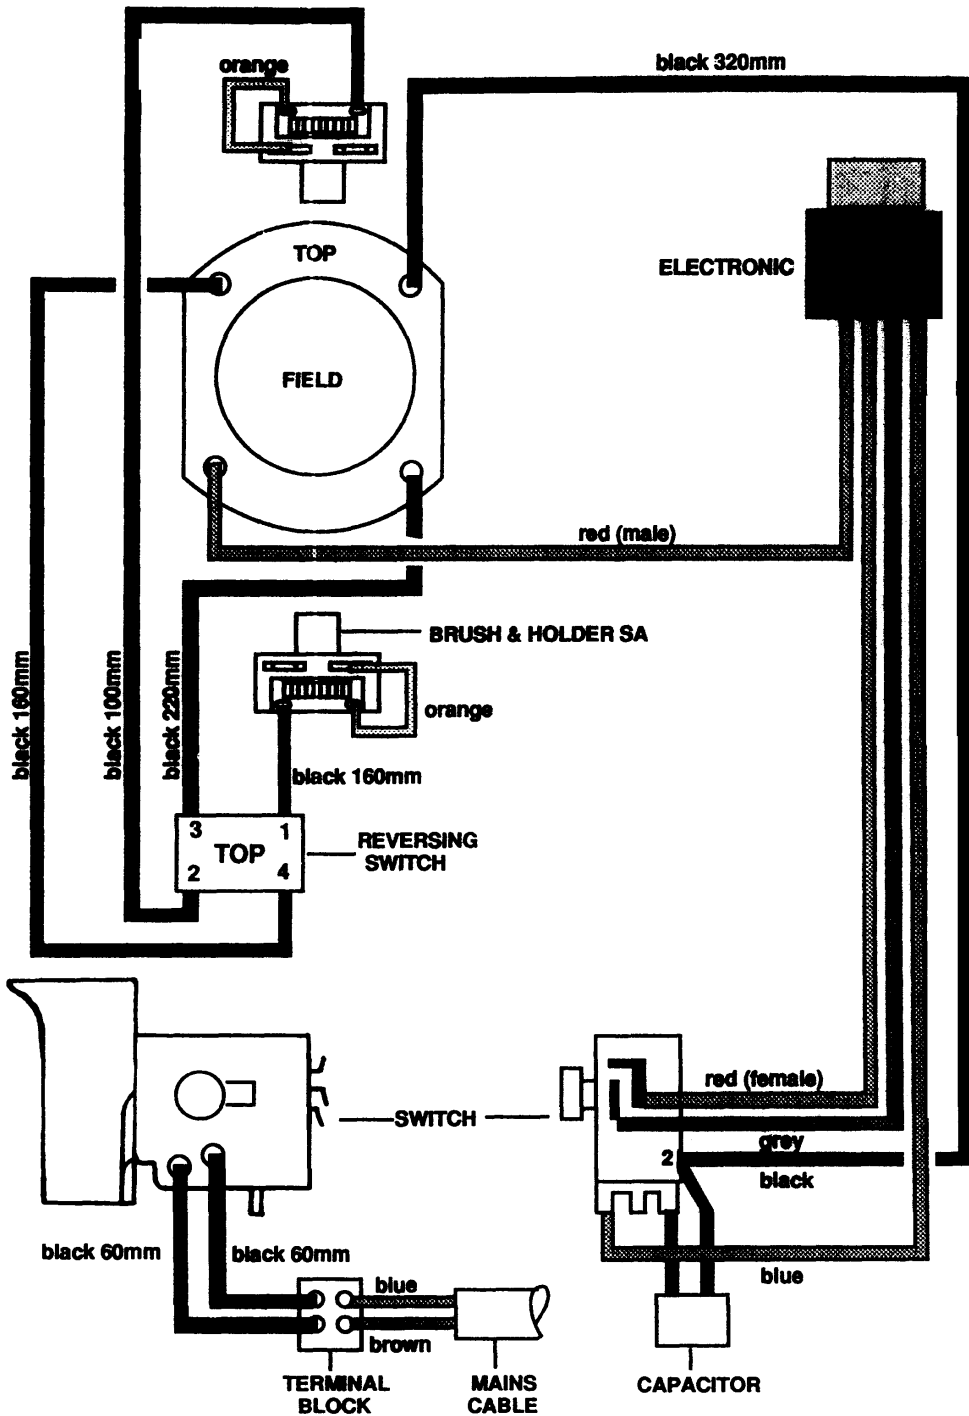 black 320mm
orange
TOP
ELECTRONIC
FIELD
red (male)
BRUSH & HOLDER SA
black 160mm
black 100mm
black 220mm
orange
black 160mm
3 1
TOP
2 4
REVERSING
SWITCH
red (female)
SWITCH
grey
2
black
black 60mm
black 60mm
blue
blue
brown
TERMINAL
BLOCK
MAINS
CABLE
CAPACITOR